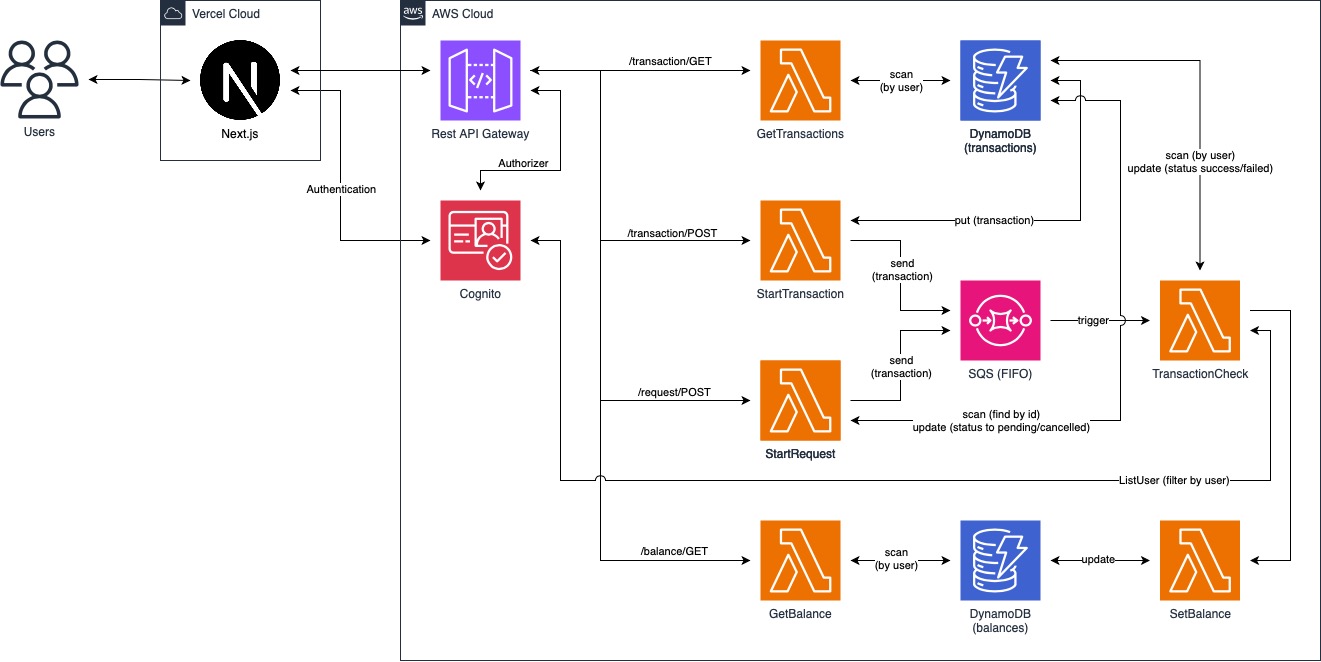 Vercel Cloud
aws
AWS Cloud
Users
N
Next.js
Authentication
</>
Rest API Gateway
Authorizer
Cognito
/transaction/GET
GetTransactions
scan
(by user)
DynamoDB
(transactions)
scan (by user)
update (status success/failed)
put (transaction)
/transaction/POST
StartTransaction
send
(transaction)
SQS (FIFO)
trigger
TransactionCheck
send
(transaction)
/request/POST
StartRequest
scan (find by id)
update (status to pending/cancelled)
ListUser (filter by user)
/balance/GET
GetBalance
scan
(by user)
DynamoDB
(balances)
update
SetBalance